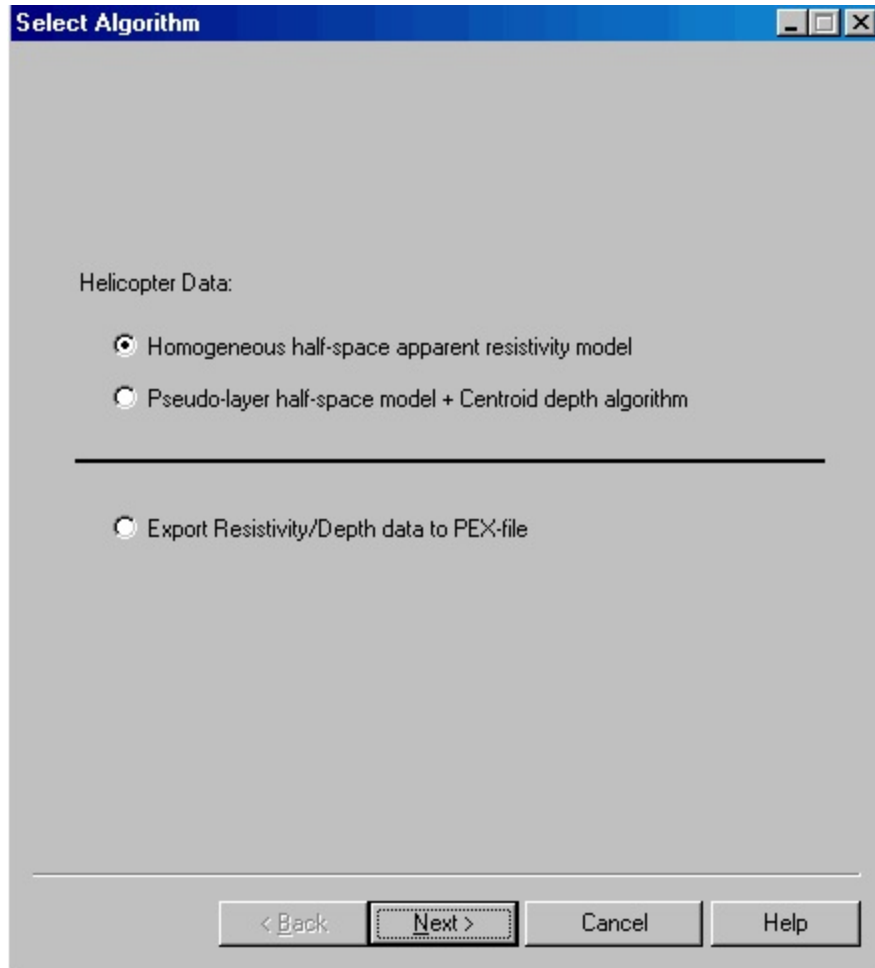 Select Algorithm
Helicopter Data:
Homogeneous half-space apparent resistivity model
Pseudo-layer half-space model + Centroid depth algorithm
Export Resistivity/Depth data to PEX-file
< Back Next > Cancel Help